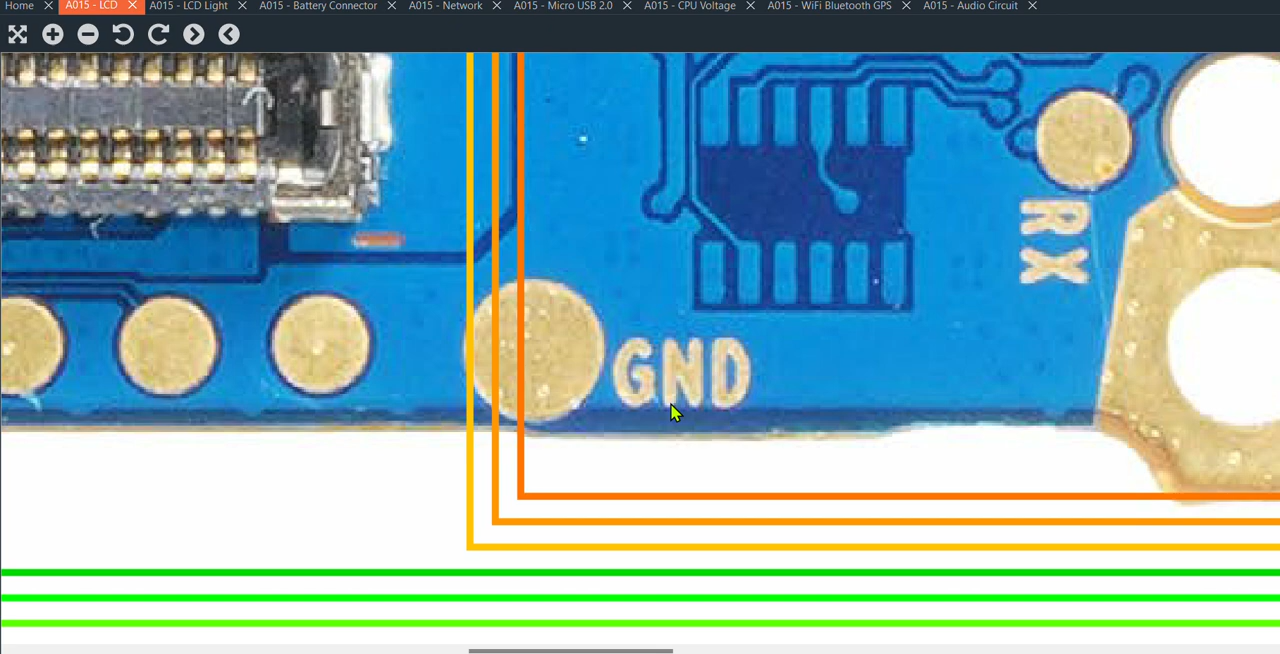 Home A015 - LCD A015 - LCD Light A015 - Battery Connector A015 - Network A015 - Micro USB 2.0 A015 - CPU Voltage A015 - WiFi Bluetooth GPS A015 - Audio Circuit
RX
GND